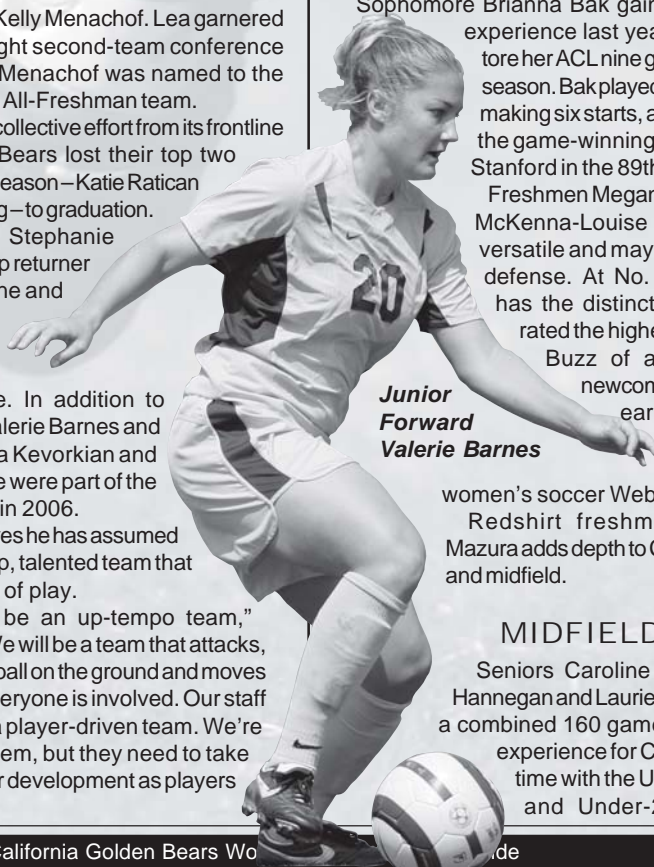 Kelly Menachof. Lea garnered
ght second-team conference
Menachof was named to the
All-Freshman team.
collective effort from its frontline
Bears lost their top two
eason – Katie Ratican
g – to graduation.
Stephanie
p returner
ne and
e. In addition to
alerie Barnes and
a Kevorkian and
e were part of the
in 2006.
res he has assumed
p, talented team that
of play.
be an up-tempo team,”
We will be a team that attacks,
ball on the ground and moves
eryone is involved. Our staff
a player-driven team. We’re
em, but they need to take
r development as players
20
Junior
Forward
Valerie Barnes
Sophomore Brianna Bak gain
experience last yea
tore her ACL nine g
season. Bak played
making six starts, a
the game-winning
Stanford in the 89th
Freshmen Megan
McKenna-Louise
versatile and may
defense. At No.
has the distinct
rated the highe
Buzz of a
newcom
ear
women’s soccer Web
Redshirt freshm
Mazura adds depth to C
and midfield.
MIDFIELD
Seniors Caroline
Hannegan and Laurie
a combined 160 game
experience for C
time with the U
and Under-2
California Golden Bears Wo
ide